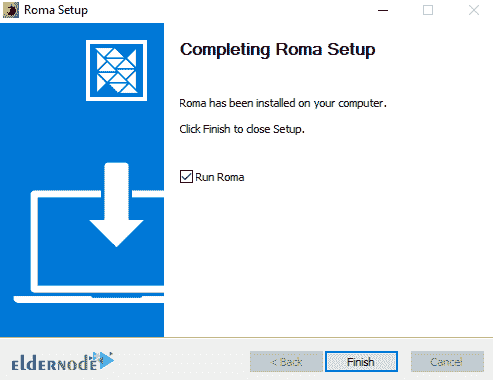 Roma Setup
Completing Roma Setup
Roma has been installed on your computer.
Click Finish to close Setup.
Run Roma
eldernode
< Back
Finish
Cancel